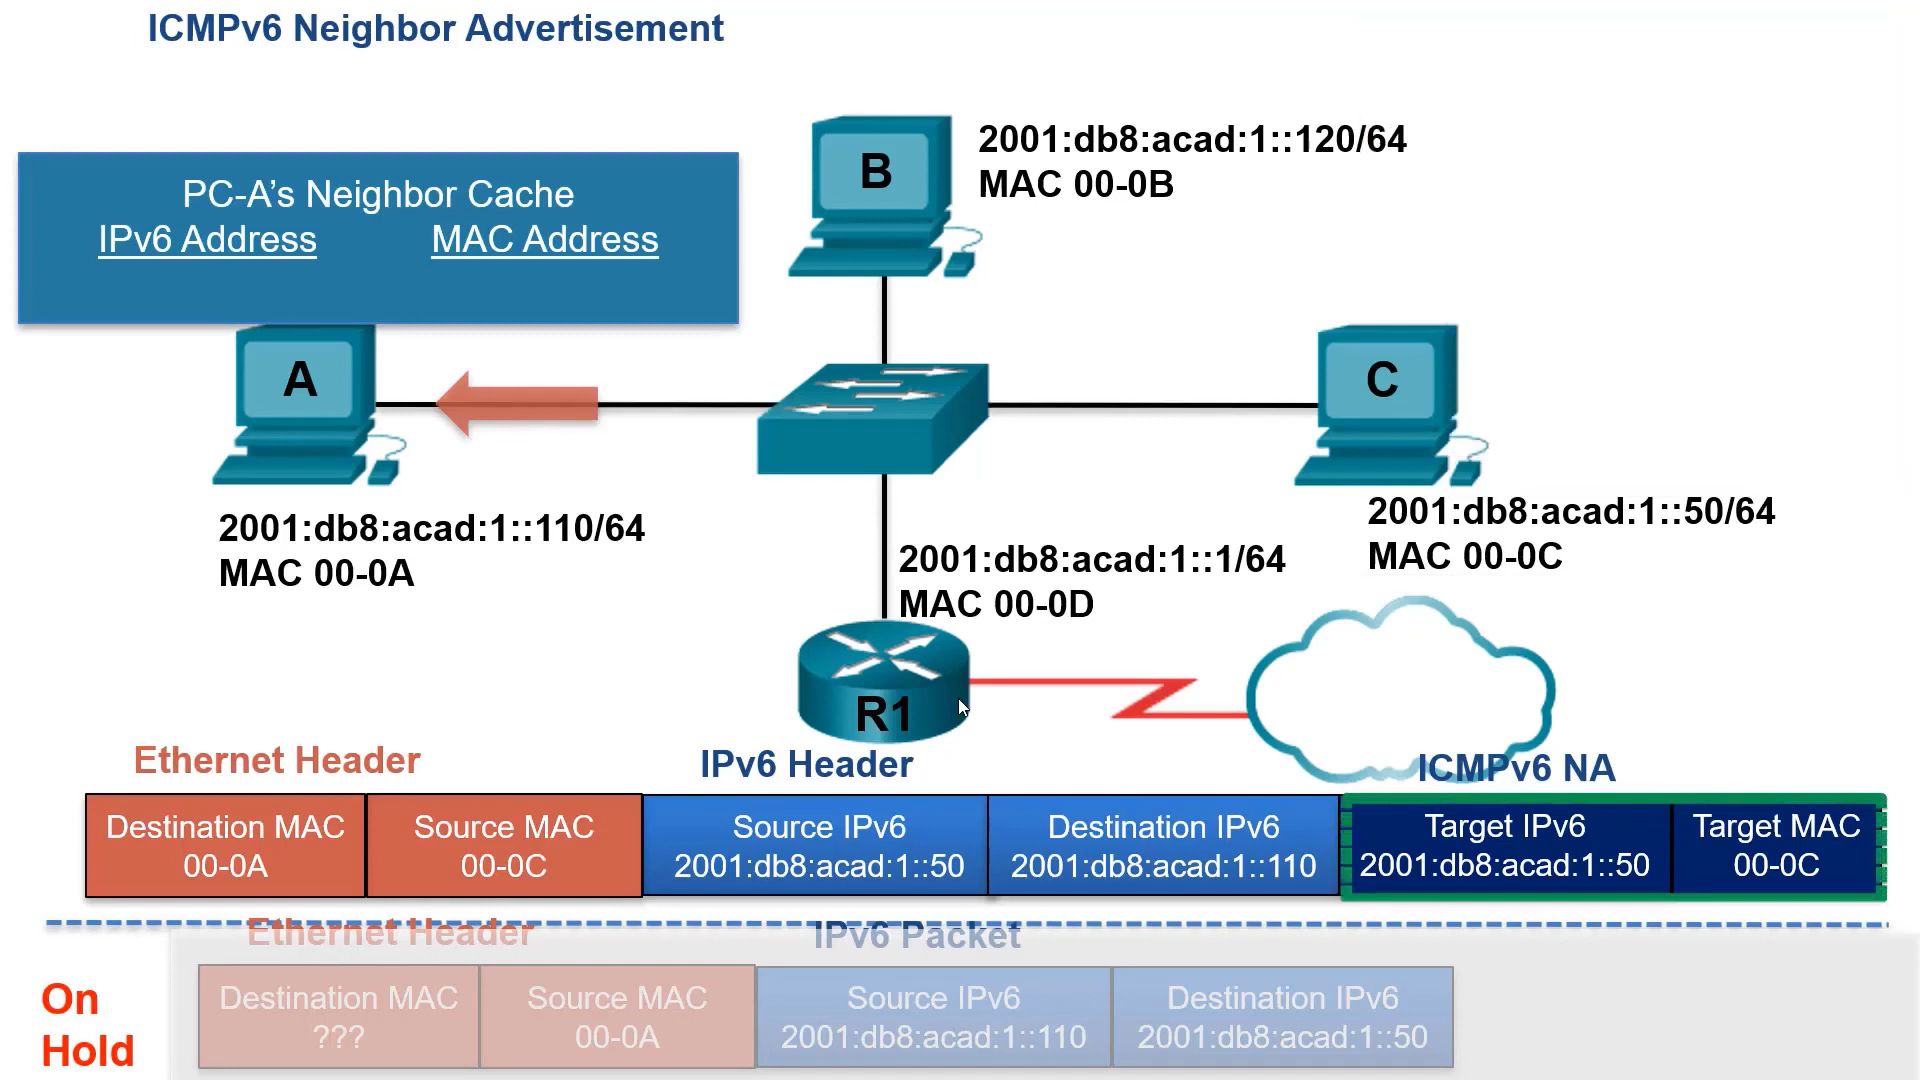 ICMPv6 Neighbor Advertisement
PC-A’s Neighbor Cache
IPv6 Address MAC Address
B
2001:db8:acad:1::120/64
MAC 00-0B
A
2001:db8:acad:1::110/64
MAC 00-0A
C
2001:db8:acad:1::50/64
MAC 00-0C
2001:db8:acad:1::1/64
MAC 00-0D
R1
Ethernet Header IPv6 Header ICMPv6 NA
Destination MAC Source MAC Source IPv6 Destination IPv6 Target IPv6 Target MAC
00-0A 00-0C 2001:db8:acad:1::50 2001:db8:acad:1::110 2001:db8:acad:1::50 00-0C
Ethernet Header IPv6 Packet
On
Hold
Destination MAC Source MAC Source IPv6 Destination IPv6
??? 00-0A 2001:db8:acad:1::110 2001:db8:acad:1::50